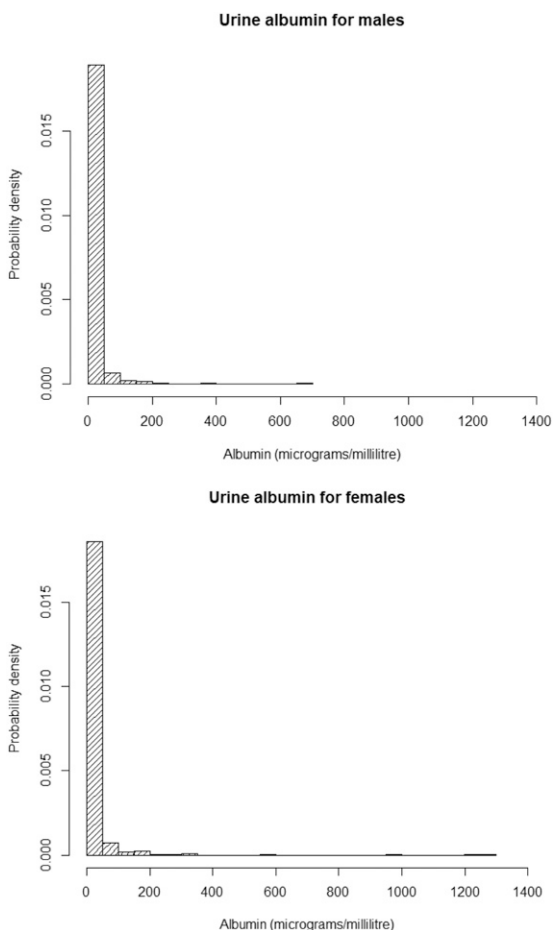 Urine albumin for males
Probability density
0.015
0.010
0.005
0.000
0 200 400 600 800 1000 1200 1400
Albumin (micrograms/millilitre)
Urine albumin for females
Probability density
0.015
0.010
0.005
0.000
0 200 400 600 800 1000 1200 1400
Albumin (micrograms/millilitre)